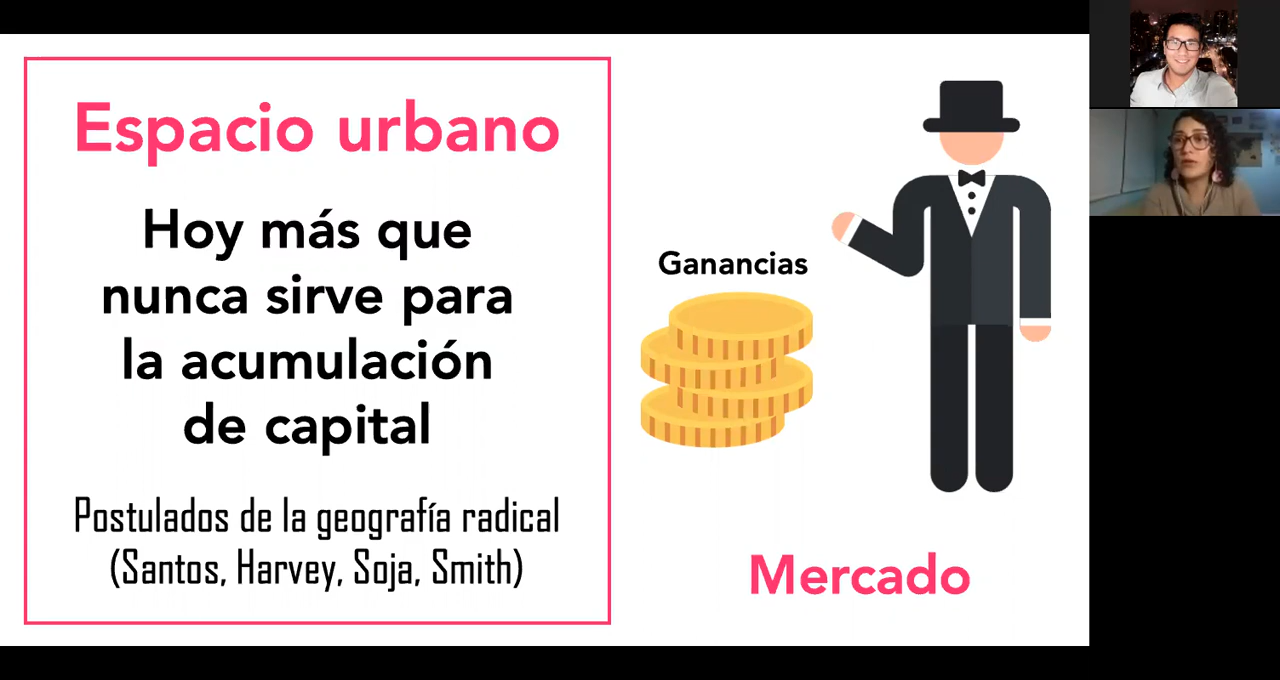 Espacio urbano
Hoy más que
nunca sirve para
la acumulación
de capital
Postulados de la geografía radical
(Santos, Harvey, Soja, Smith)
Ganancias
Mercado